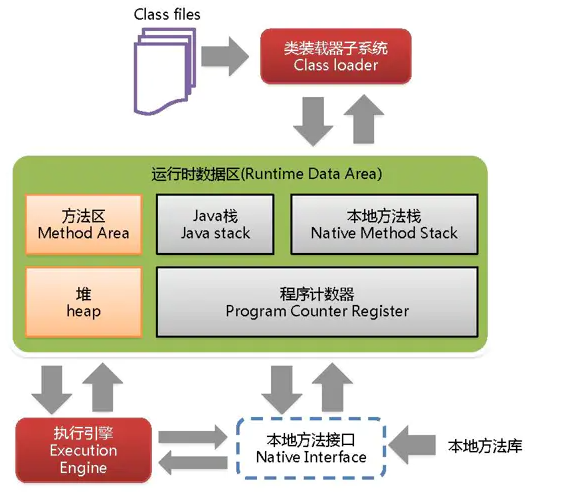 Class files
类装载器子系统
Class loader
运行时数据区(Runtime Data Area)
方法区
Method Area
Java栈
Java stack
本地方法栈
Native Method Stack
堆
heap
程序计数器
Program Counter Register
执行引擎
Execution
Engine
本地方法接口
Native Interface
本地方法库